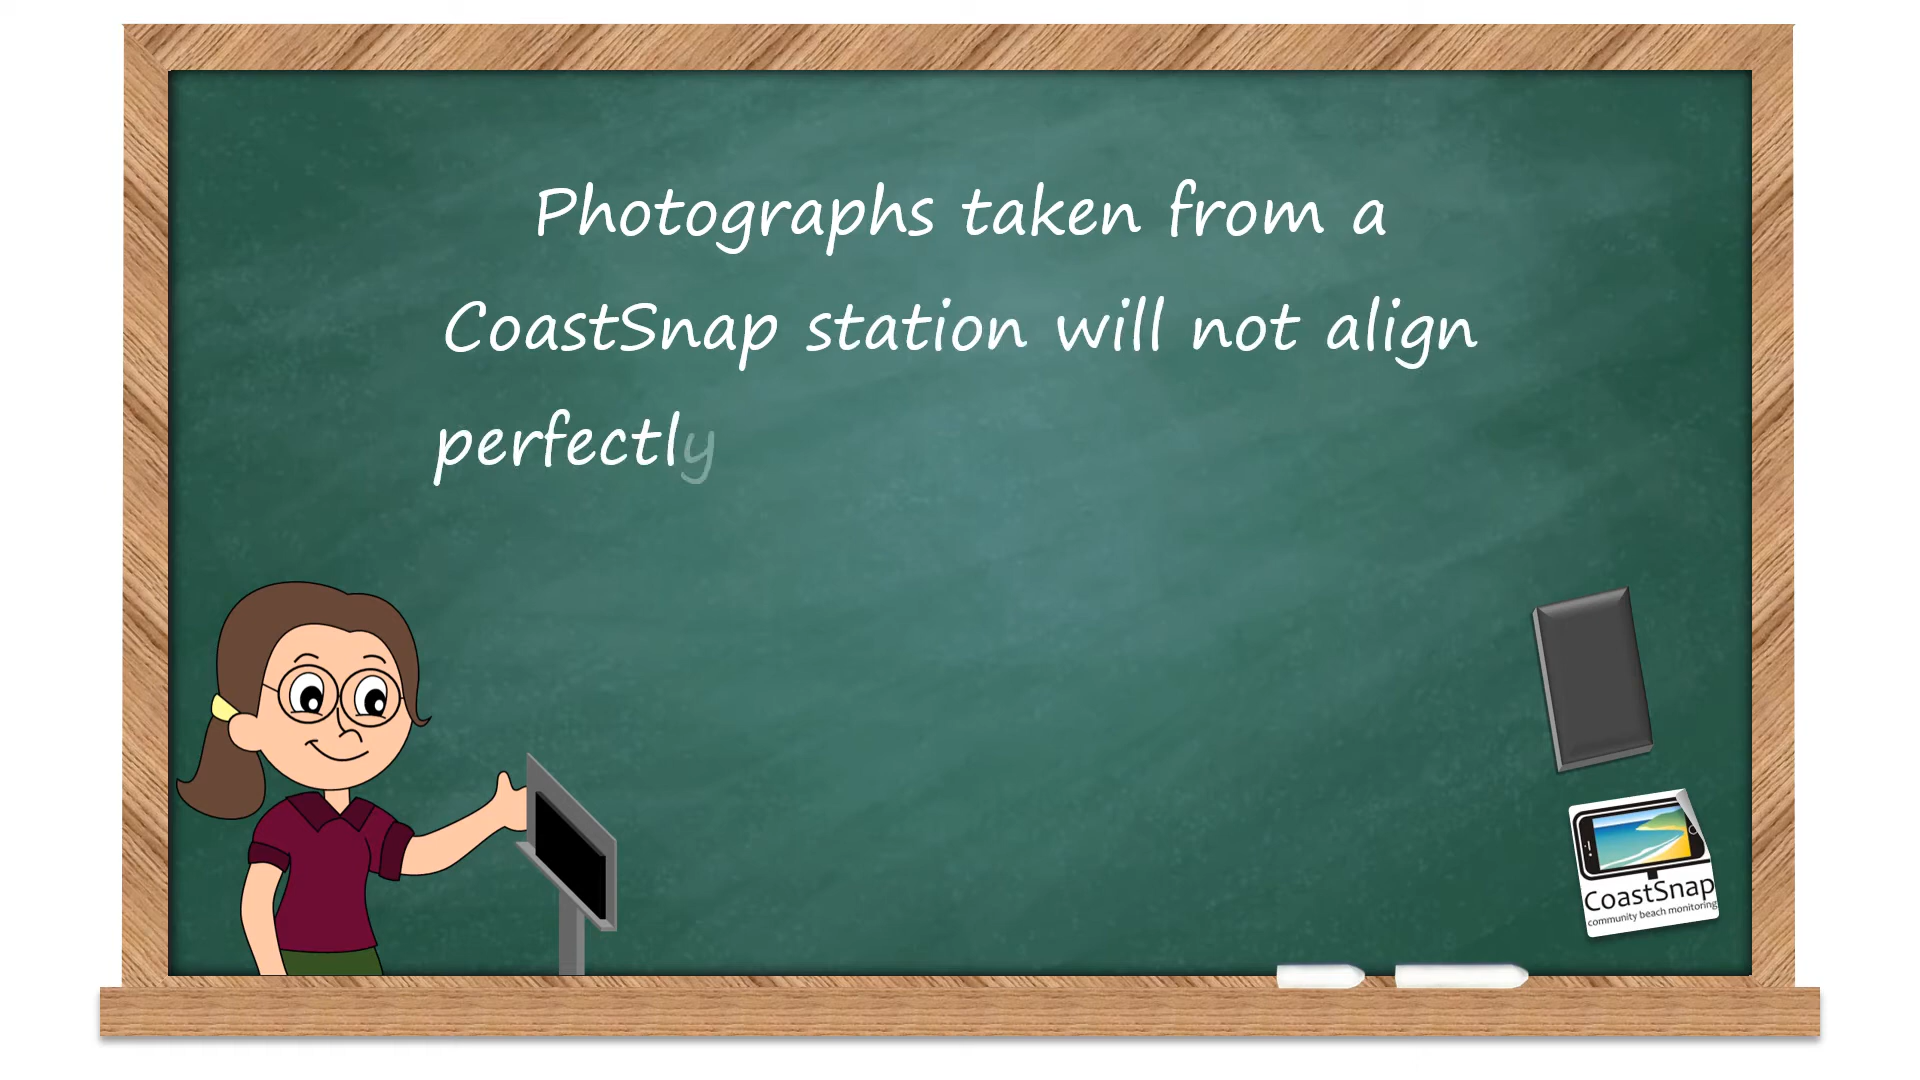 Photographs taken from a
CoastSnap station will not align
perfectly
CoastSnap
community beach monitoring